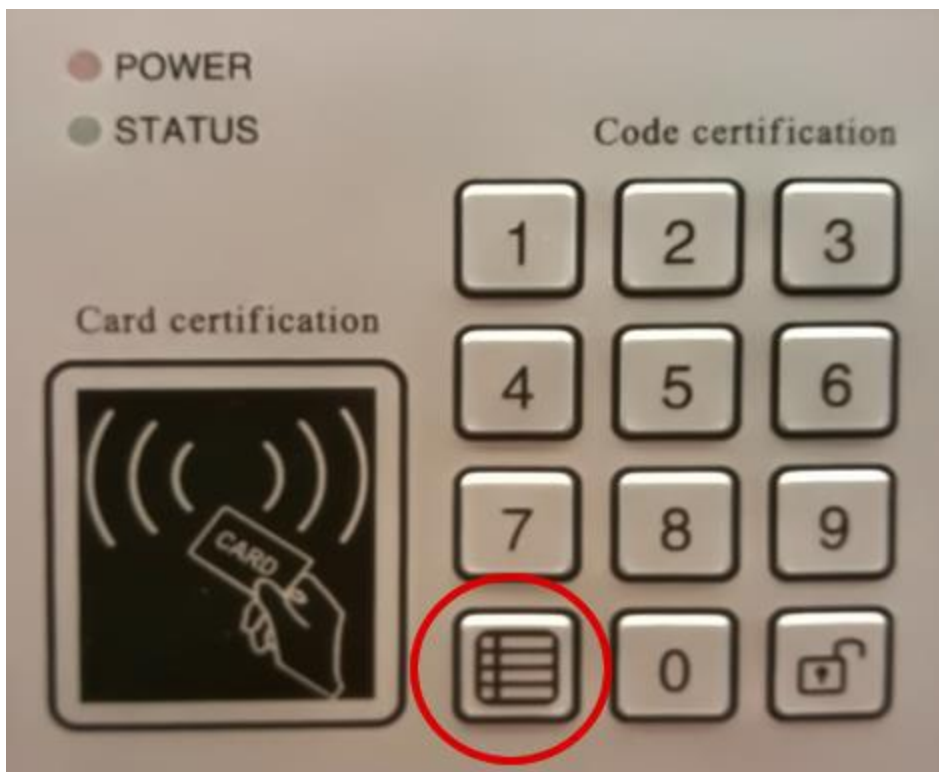 POWER
STATUS
Code certification
1 2 3
Card certification
4 5 6
CARD
7 8 9
0